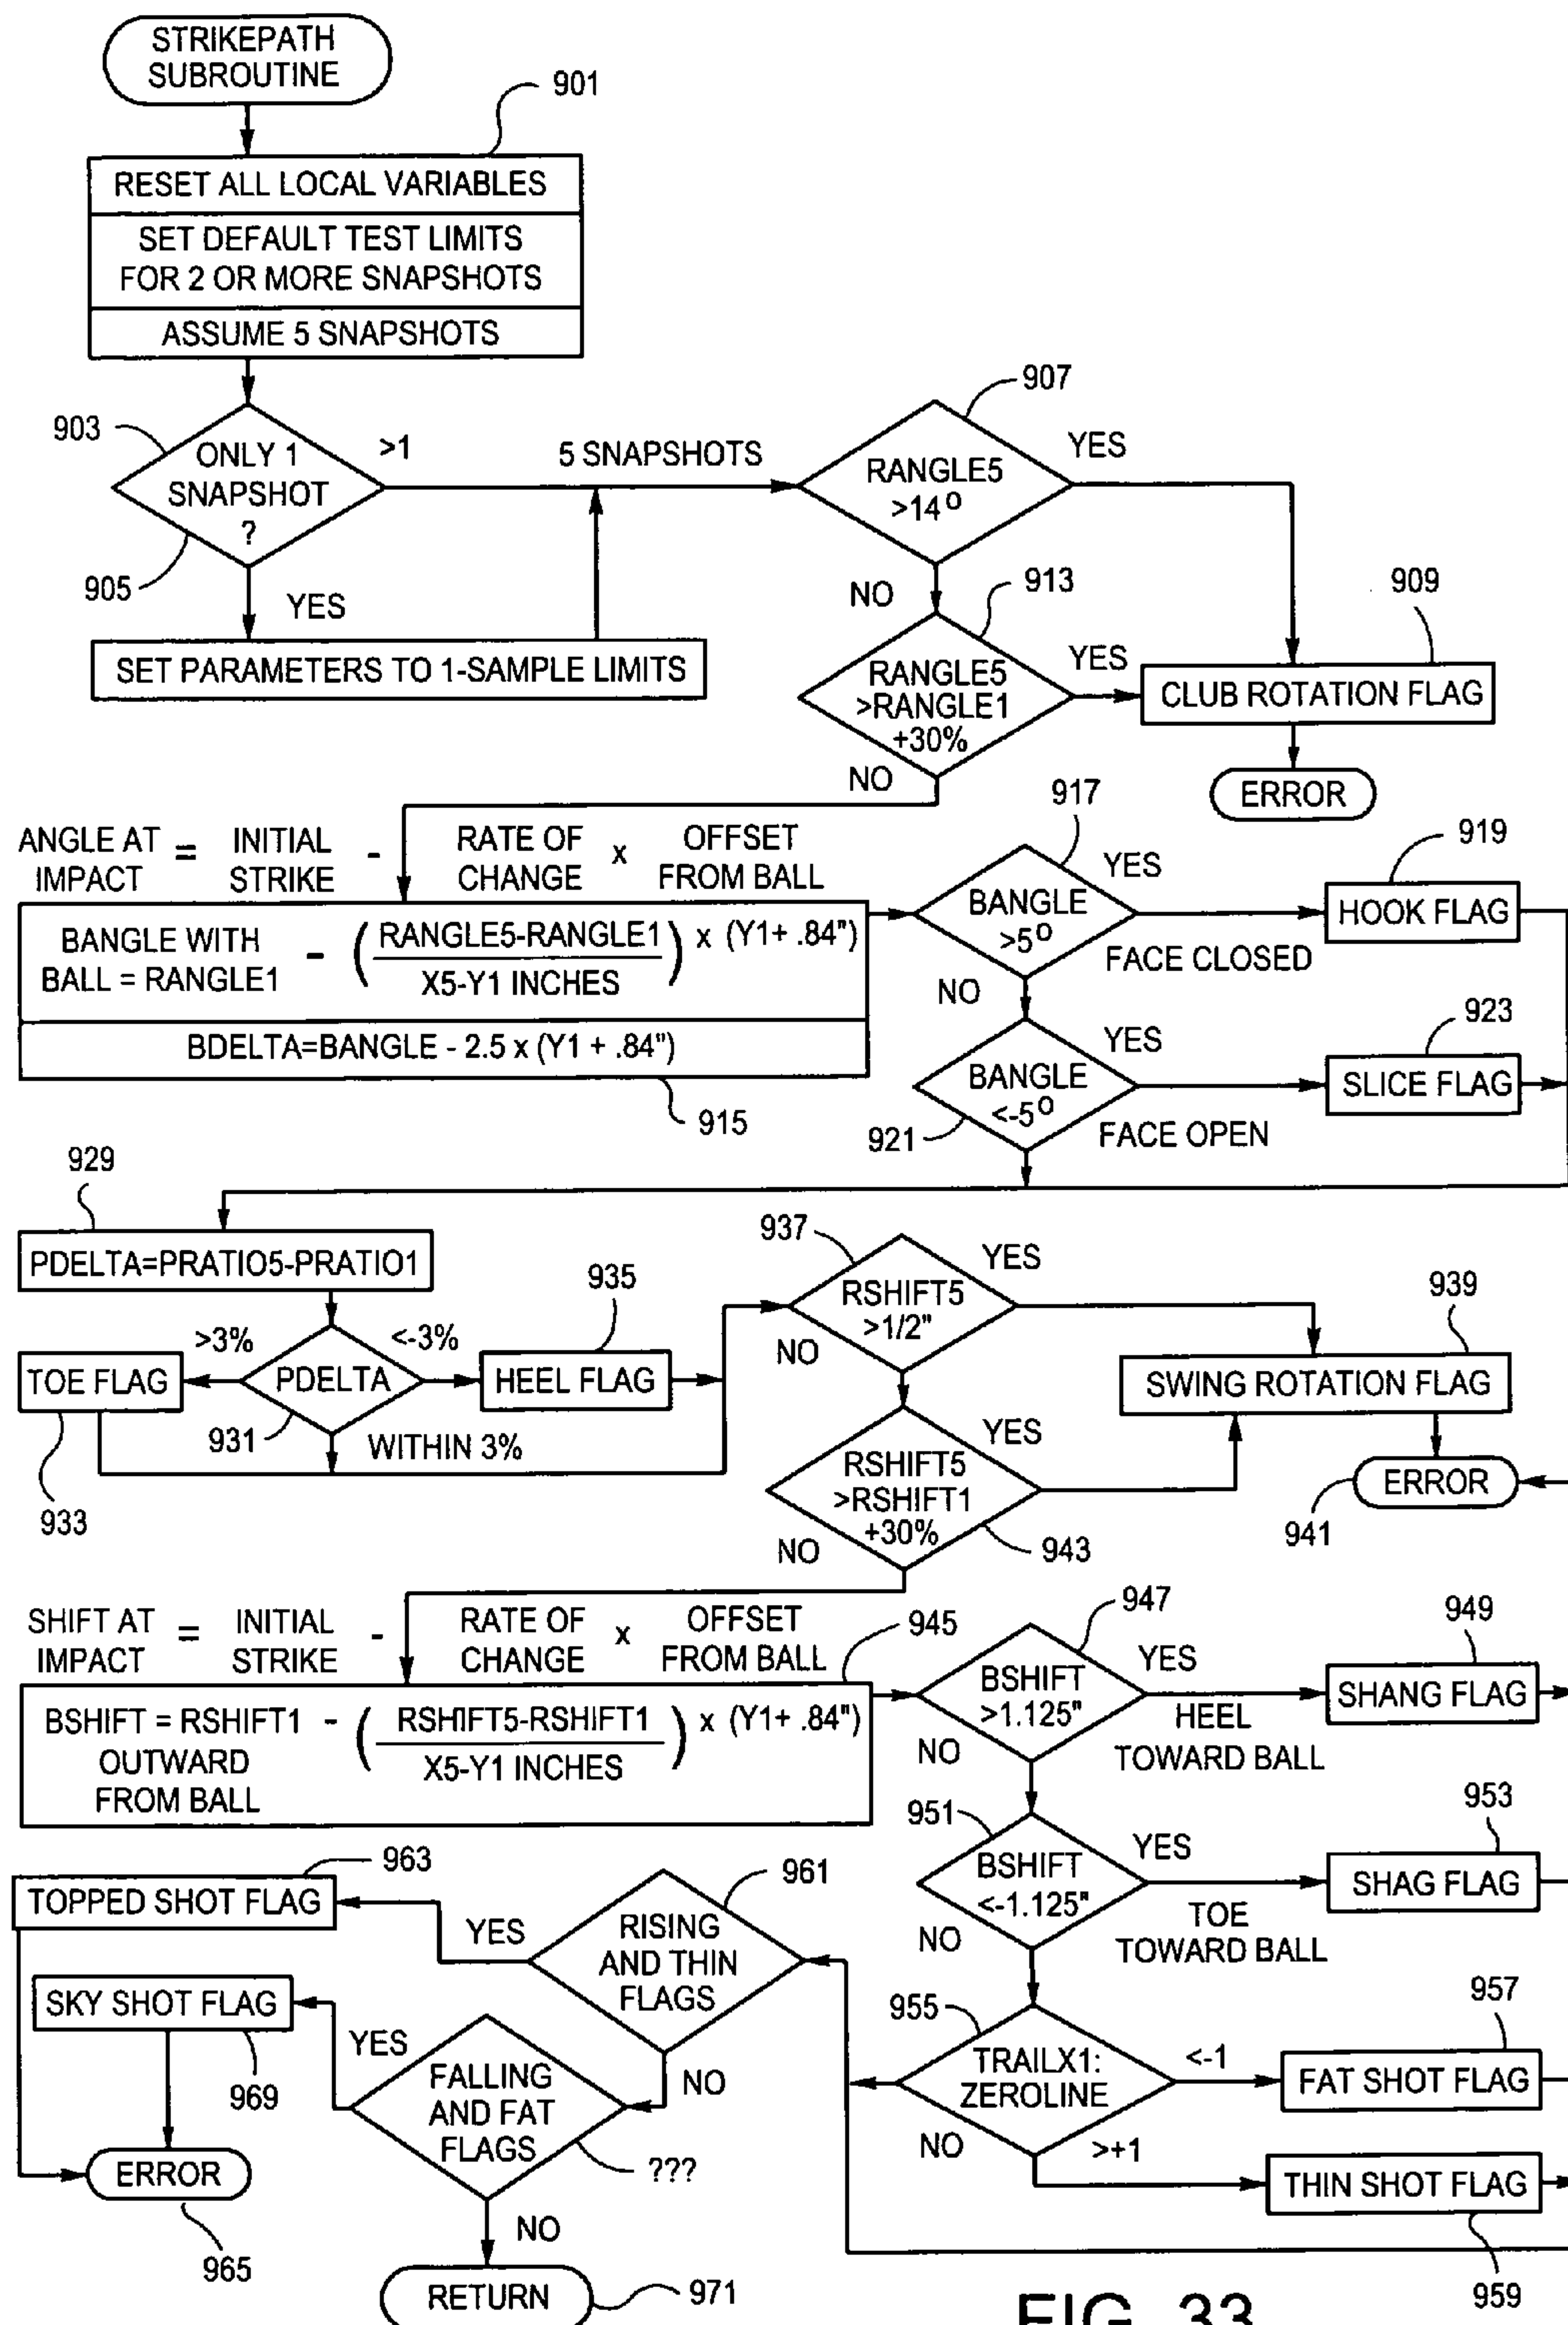 STRIKEPATH
SUBROUTINE
901
RESET ALL LOCAL VARIABLES
SET DEFAULT TEST LIMITS
FOR 2 OR MORE SNAPSHOTS
ASSUME 5 SNAPSHOTS
903
ONLY 1
SNAPSHOT
?
>1
905
YES
5 SNAPSHOTS
SET PARAMETERS TO 1-SAMPLE LIMITS
907
RANGLE5
>14°
YES
NO
913
RANGLE5
>RANGLE1
+30%
YES
NO
909
CLUB ROTATION FLAG
ERROR
ANGLE AT
IMPACT
=
INITIAL
STRIKE
-
RATE OF
CHANGE
x
OFFSET
FROM BALL
BANGLE WITH
BALL = RANGLE1
-
(
RANGLE5-RANGLE1
X5-Y1 INCHES
)
x (Y1+ .84")
BDELTA=BANGLE - 2.5 x (Y1 + .84")
915
917
BANGLE
>5°
YES
FACE CLOSED
NO
919
HOOK FLAG
BANGLE
<-5°
921
YES
FACE OPEN
923
SLICE FLAG
929
PDELTA=PRATIO5-PRATIO1
>3%
<-3%
PDELTA
931
WITHIN 3%
TOE FLAG
933
935
HEEL FLAG
937
RSHIFT5
>1/2"
YES
NO
RSHIFT5
>RSHIFT1
+30%
YES
NO
943
939
SWING ROTATION FLAG
ERROR
941
SHIFT AT
IMPACT
=
INITIAL
STRIKE
-
RATE OF
CHANGE
x
OFFSET
FROM BALL
945
BSHIFT = RSHIFT1
OUTWARD
FROM BALL
-
(
RSHIFT5-RSHIFT1
X5-Y1 INCHES
)
x (Y1+ .84")
947
BSHIFT
>1.125"
YES
HEEL
TOWARD BALL
NO
949
SHANG FLAG
951
BSHIFT
<-1.125"
YES
TOE
TOWARD BALL
NO
953
SHAG FLAG
955
TRAILX1:
ZEROLINE
<-1
NO
>+1
957
FAT SHOT FLAG
THIN SHOT FLAG
959
961
RISING
AND THIN
FLAGS
YES
NO
963
TOPPED SHOT FLAG
SKY SHOT FLAG
969
YES
FALLING
AND FAT
FLAGS
???
NO
ERROR
965
RETURN
971
FIG. 33